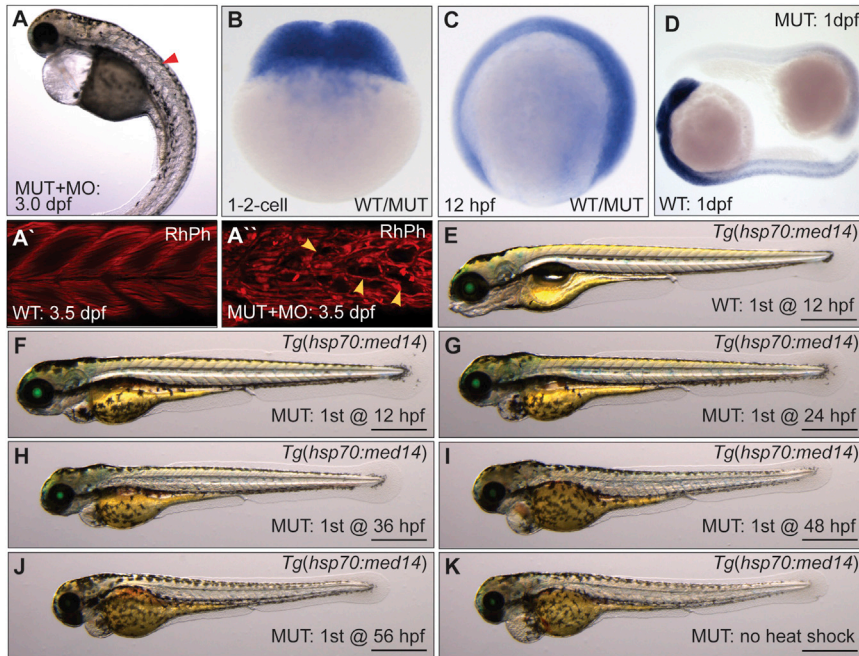 A
MUT+MO:
3.0 dpf
B
1-2-cell
WT/MUT
C
12 hpf
WT/MUT
D
MUT: 1dpf
WT: 1dpf
A`
RhPh
WT: 3.5 dpf
A``
RhPh
MUT+MO: 3.5 dpf
E
Tg(hsp70:med14)
WT: 1st @ 12 hpf
F
Tg(hsp70:med14)
MUT: 1st @ 12 hpf
G
Tg(hsp70:med14)
MUT: 1st @ 24 hpf
H
Tg(hsp70:med14)
MUT: 1st @ 36 hpf
I
Tg(hsp70:med14)
MUT: 1st @ 48 hpf
J
Tg(hsp70:med14)
MUT: 1st @ 56 hpf
K
Tg(hsp70:med14)
MUT: no heat shock